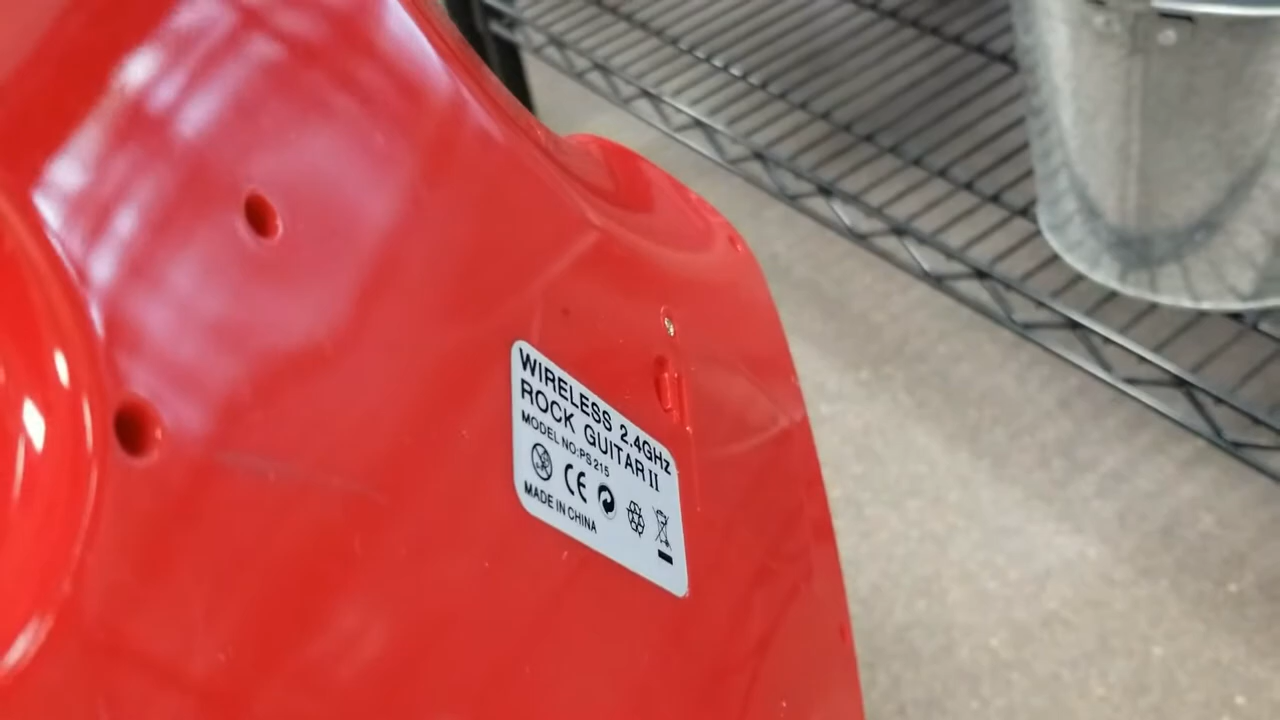 WIRELESS 2.4GHz
ROCK GUITAR II
MODEL NO:PS215
CE
MADE IN CHINA